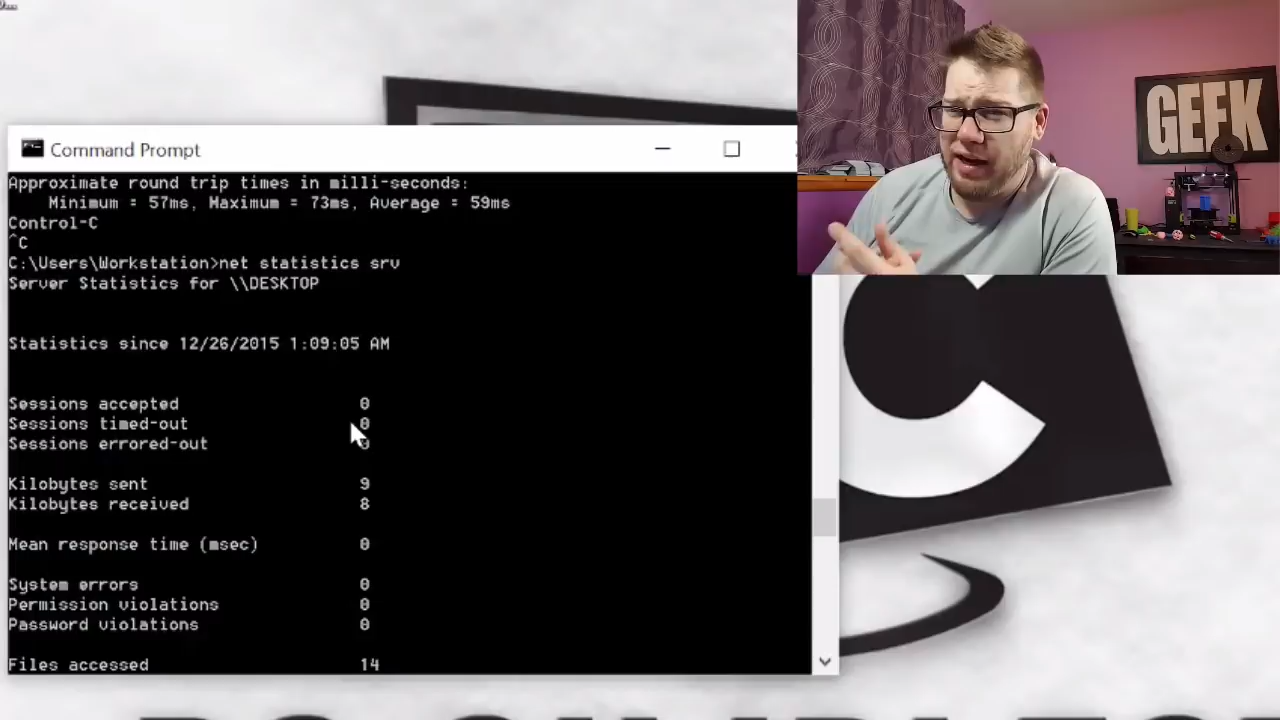 Command Prompt
Approximate round trip times in milli-seconds:
Minimum = 57ms, Maximum = 73ms, Average = 59ms
Control-C
^C
C:\Users\Workstation>net statistics srv
Server Statistics for \\DESKTOP
Statistics since 12/26/2015 1:09:05 AM
Sessions accepted 0
Sessions timed-out 0
Sessions errored-out 0
Kilobytes sent 9
Kilobytes received 8
Mean response time (msec) 0
System errors 0
Permission violations 0
Password violations 0
Files accessed 14
GEEK
C